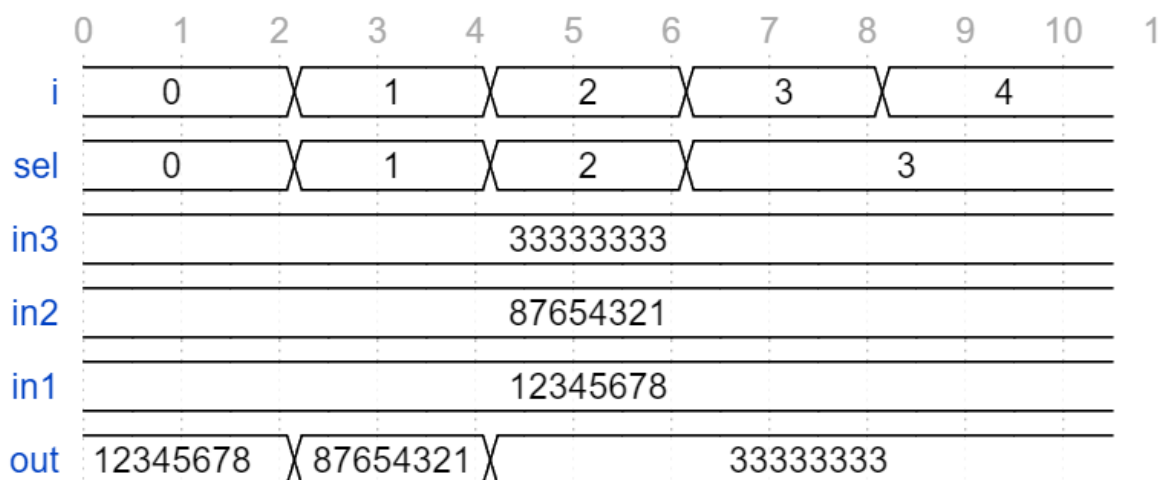 0 1 2 3 4 5 6 7 8 9 10 1
i 0 1 2 3 4
sel 0 1 2 3
in3 33333333
in2 87654321
in1 12345678
out 12345678 87654321 33333333